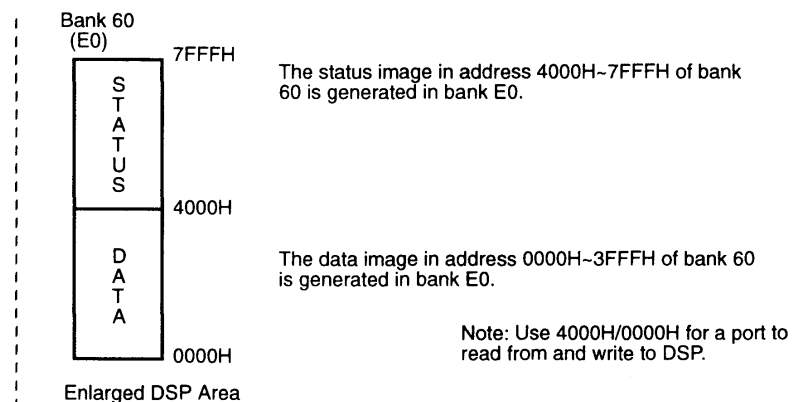 Bank 60
(E0)
7FFFH
STATUS
The status image in address 4000H~7FFFH of bank
60 is generated in bank E0.
4000H
DATA
The data image in address 0000H~3FFFH of bank 60
is generated in bank E0.
Note: Use 4000H/0000H for a port to
read from and write to DSP.
0000H
Enlarged DSP Area